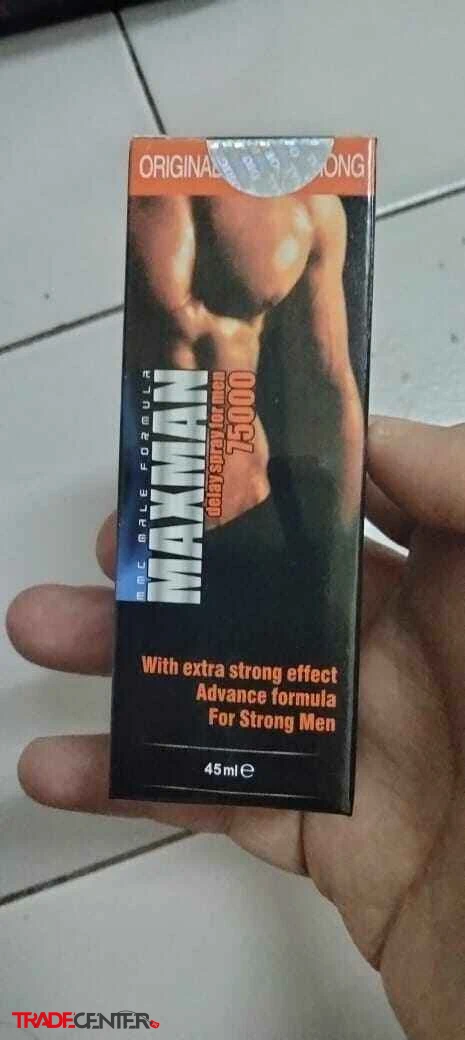 ORIGINAL
MMC MALE FORMULA
MAXMAN
delay spray for men
75000
With extra strong effect
Advance formula
For Strong Men
45ml e
TRADECENTER